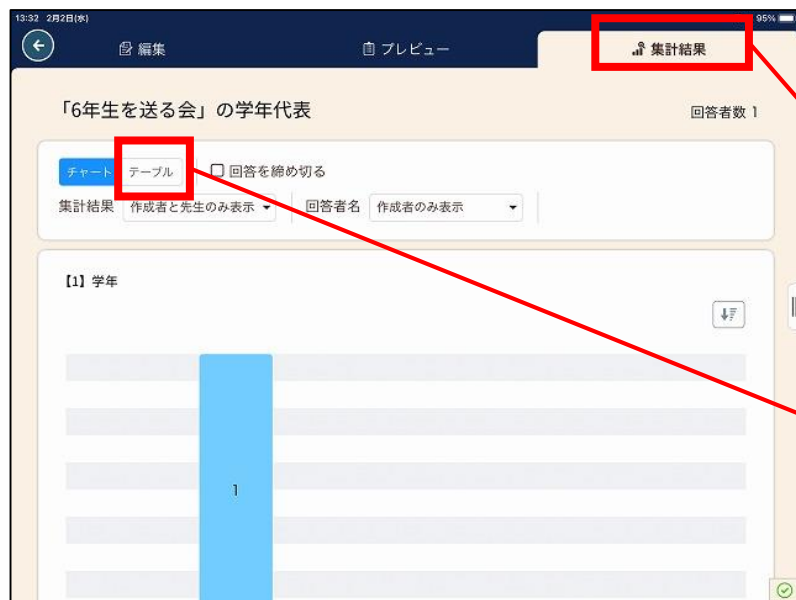 13:32 2月2日(水) 95%
編集 プレビュー 集計結果
「6年生を送る会」の学年代表 回答者数 1
チャート テーブル 回答を締め切る
集計結果 作成者と先生のみ表示 回答者名 作成者のみ表示
【1】学年
1